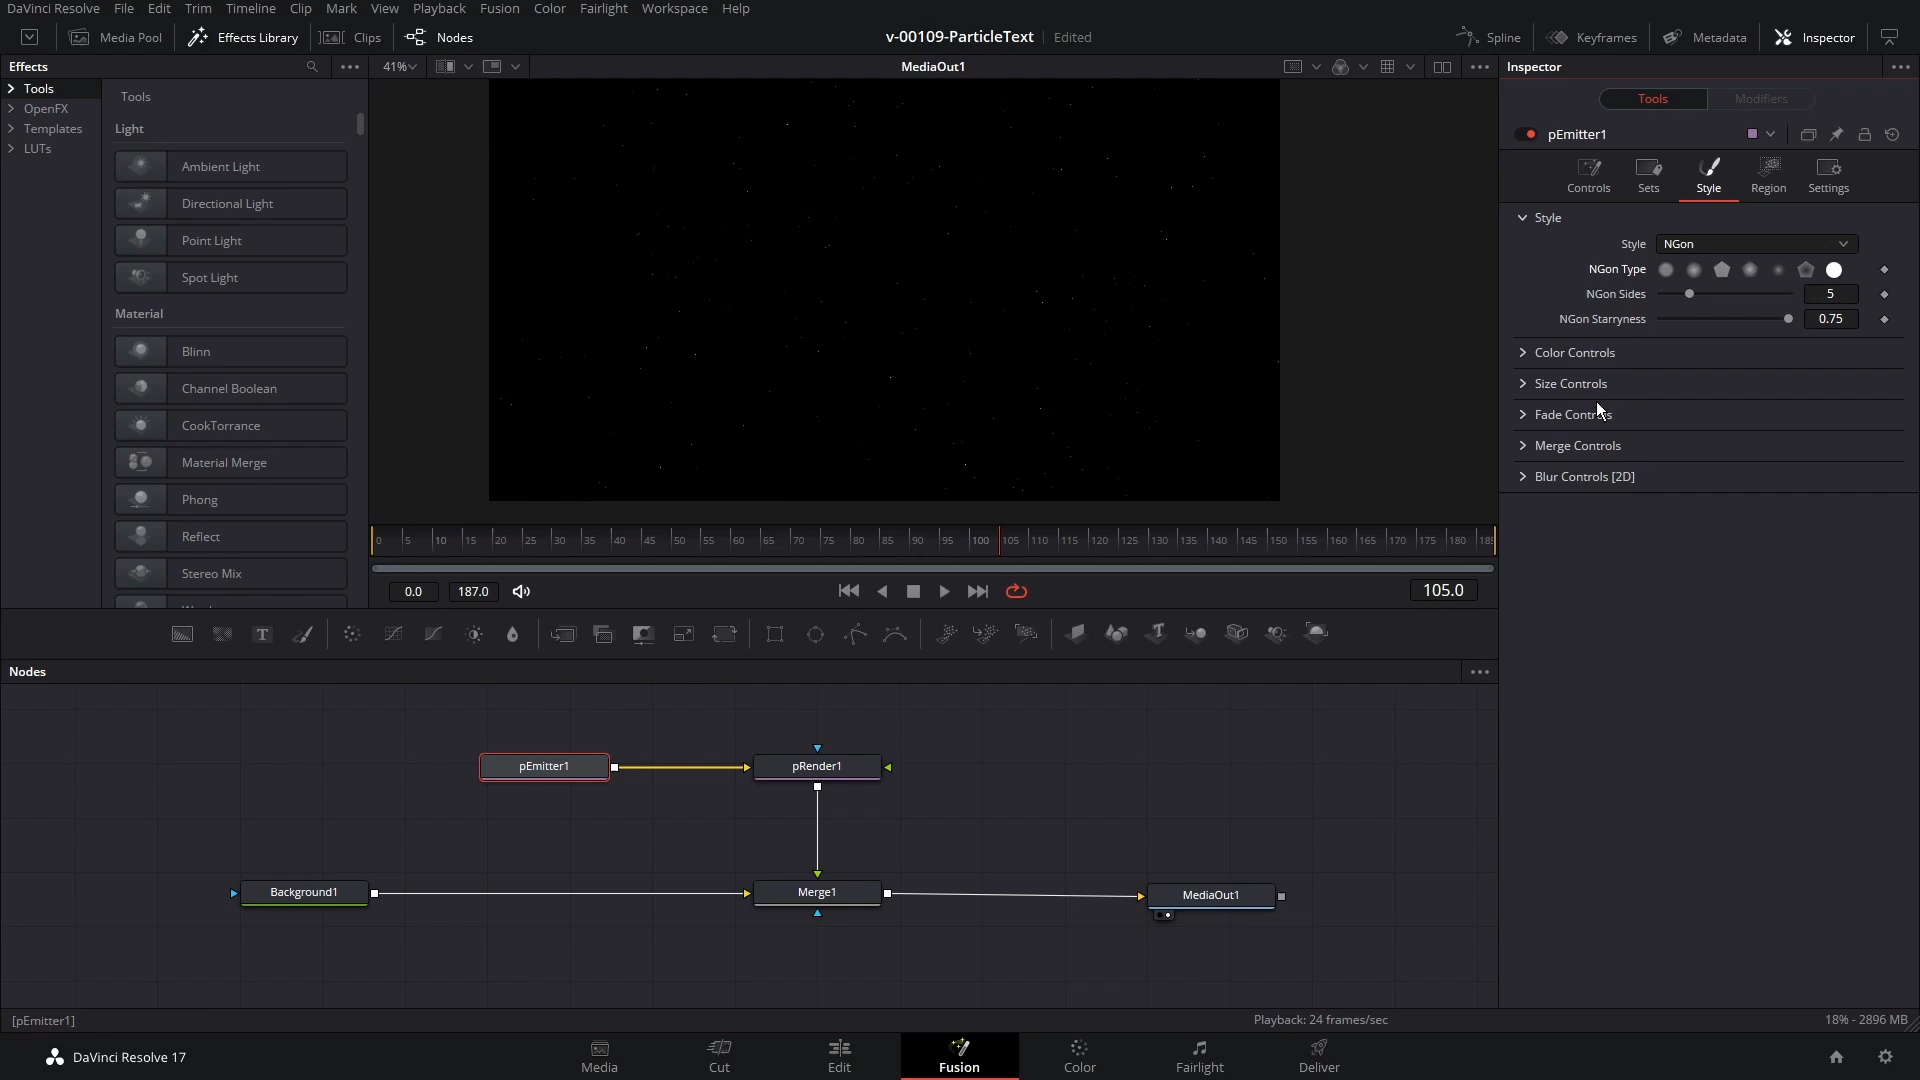 DaVinci Resolve File Edit Trim Timeline Clip Mark View Playback Fusion Color Fairlight Workspace Help
Media Pool Effects Library Clips Nodes v-00109-ParticleText Edited Spline Keyframes Metadata Inspector
Effects 41% MediaOut1 Inspector
Tools
OpenFX
Templates
LUTs
Tools
Light
Ambient Light
Directional Light
Point Light
Spot Light
Material
Blinn
Channel Boolean
CookTorrance
Material Merge
Phong
Reflect
Stereo Mix
Tools Modifiers
pEmitter1
Controls Sets Style Region Settings
Style
Style NGon
NGon Type
NGon Sides 5
NGon Starryness 0.75
Color Controls
Size Controls
Fade Controls
Merge Controls
Blur Controls [2D]
0 5 10 15 20 25 30 35 40 45 50 55 60 65 70 75 80 85 90 95 100 105 110 115 120 125 130 135 140 145 150 155 160 165 170 175 180 185
0.0 187.0 105.0
Nodes
pEmitter1 pRender1
Background1 Merge1 MediaOut1
[pEmitter1] Playback: 24 frames/sec 18% - 2896 MB
DaVinci Resolve 17 Media Cut Edit Fusion Color Fairlight Deliver